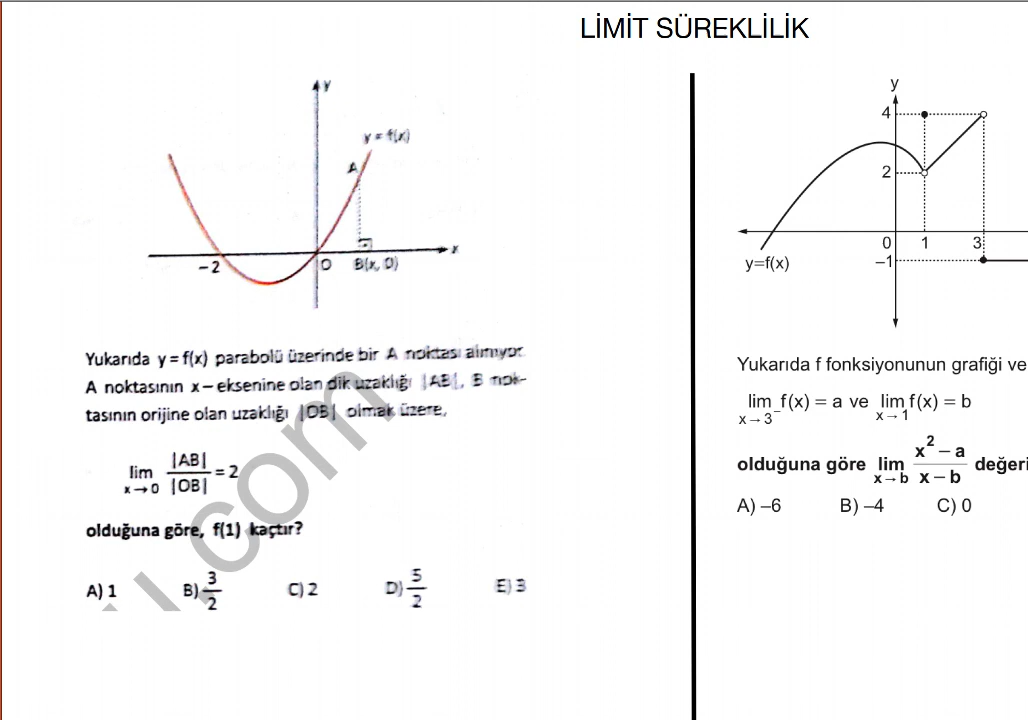 LİMİT SÜREKLİLİK
y
y = f(x)
A
x
-2
O
B(x, 0)
Yukarıda y = f(x) parabolü üzerinde bir A noktası alınıyor.
A noktasının x – eksenine olan dik uzaklığı |AB|, B nok-
tasının orijine olan uzaklığı |OB| olmak üzere,
lim x→0 |AB| / |OB| = 2
olduğuna göre, f(1) kaçtır?
A) 1 B) 3/2 C) 2 D) 5/2 E) 3
.com
y
4
2
0 1 3
–1
y=f(x)
Yukarıda f fonksiyonunun grafiği ve
lim x→3⁻ f(x) = a ve lim x→1 f(x) = b
olduğuna göre lim x→b x² – a / x – b değeri
A) –6 B) –4 C) 0